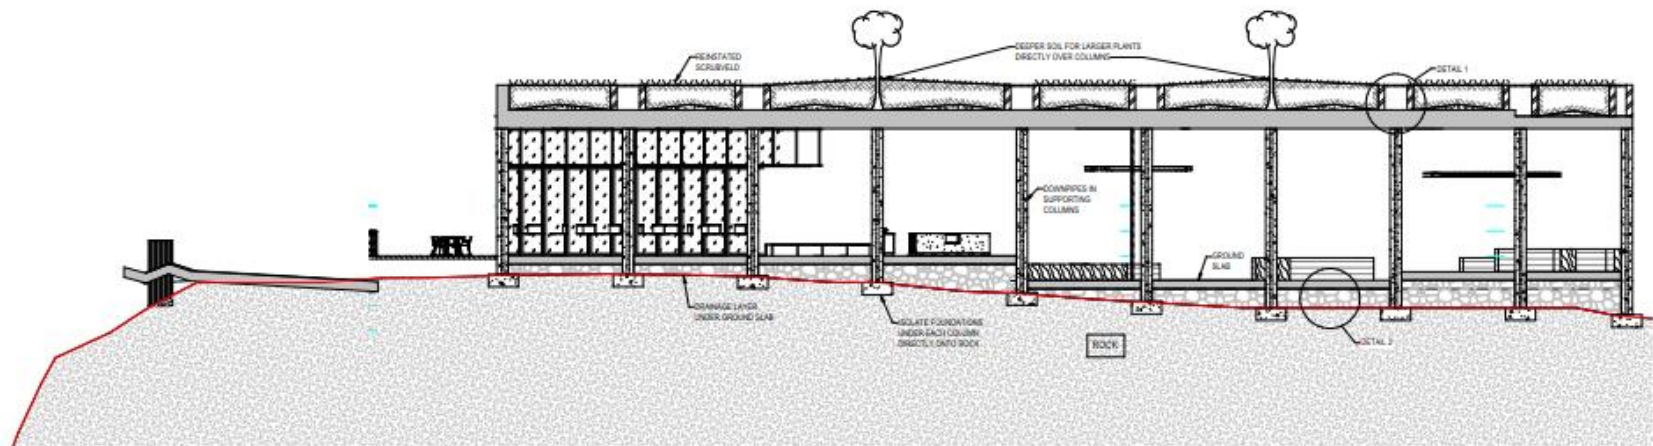 REINSTATED
SCRUBVELD
DEEPER SOIL FOR LARGER PLANTS
DIRECTLY OVER COLUMNS
DETAIL 1
DOWNPIPES IN
SUPPORTING
COLUMNS
GROUND
SLAB
DRAINAGE LAYER
UNDER GROUND SLAB
ISOLATE FOUNDATIONS
UNDER EACH COLUMN
DIRECTLY ONTO ROCK
ROCK
DETAIL 2